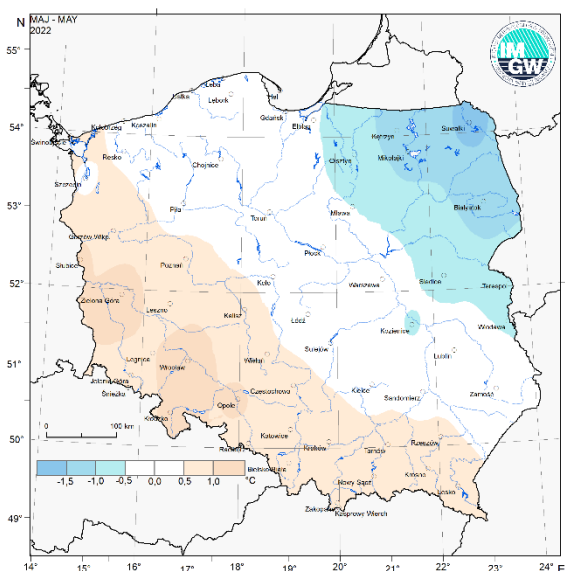 N
MAJ - MAY
2022
IM
GW
55°
54°
53°
52°
51°
50°
49°
Łeba
Ustka
Lębork
Hel
Gdańsk
Elbląg
Kołobrzeg
Koszalin
Świnoujście
Resko
Chojnice
Szczecin
Kętrzyn
Suwałki
Olsztyn
Mikołajki
Białystok
Mława
Piła
Toruń
Gorzów Wlkp.
Słubice
Poznań
Koło
Płock
Warszawa
Siedlce
Terespol
Zielona Góra
Leszno
Kalisz
Łódź
Kozienice
Włodawa
Legnica
Wrocław
Wieluń
Sulejów
Lublin
Jelenia Góra
Śnieżka
Kłodzko
Opole
Częstochowa
Kielce
Sandomierz
Zamość
Katowice
Kraków
Tarnów
Rzeszów
Bielsko-Biała
Nowy Sącz
Krosno
Lesko
Zakopane
Kasprowy Wierch
0
100 km
-1,5
-1,0
-0,5
0,0
0,5
1,0
°C
14°
15°
16°
17°
18°
19°
20°
21°
22°
23°
24°
E